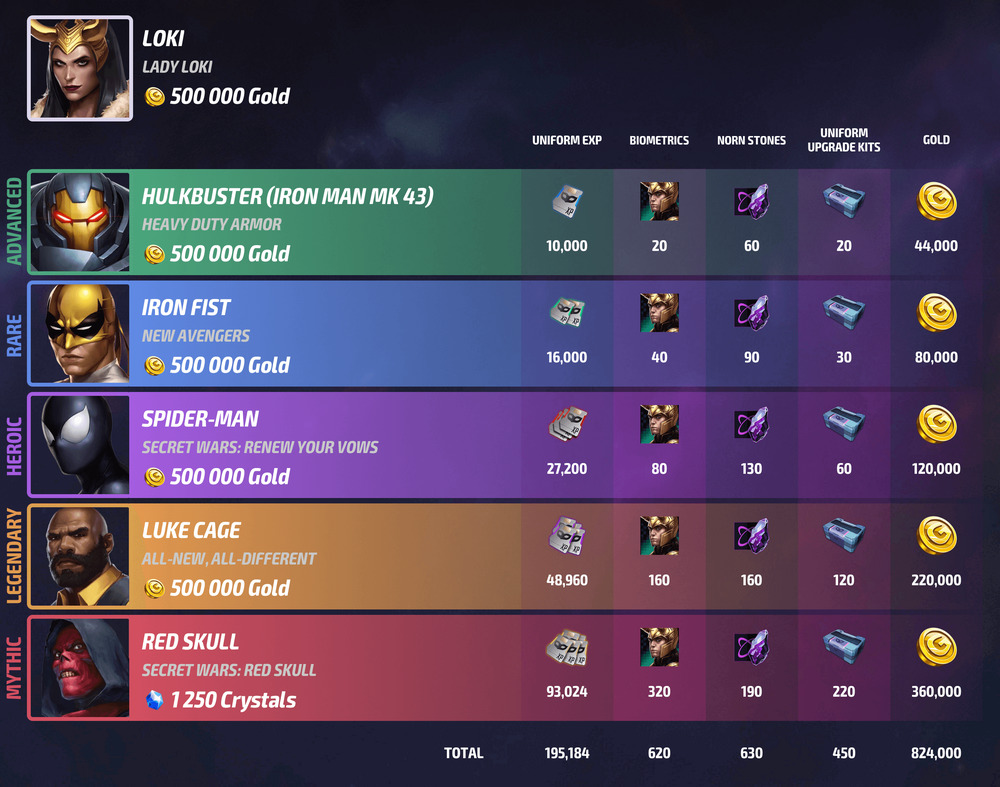 LOKI
LADY LOKI
500 000 Gold
UNIFORM EXP BIOMETRICS NORN STONES UNIFORM UPGRADE KITS GOLD
ADVANCED
HULKBUSTER (IRON MAN MK 43)
HEAVY DUTY ARMOR
500 000 Gold
10,000 20 60 20 44,000
RARE
IRON FIST
NEW AVENGERS
500 000 Gold
16,000 40 90 30 80,000
HEROIC
SPIDER-MAN
SECRET WARS: RENEW YOUR VOWS
500 000 Gold
27,200 80 130 60 120,000
LEGENDARY
LUKE CAGE
ALL-NEW, ALL-DIFFERENT
500 000 Gold
48,960 160 160 120 220,000
MYTHIC
RED SKULL
SECRET WARS: RED SKULL
1 250 Crystals
93,024 320 190 220 360,000
TOTAL 195,184 620 630 450 824,000